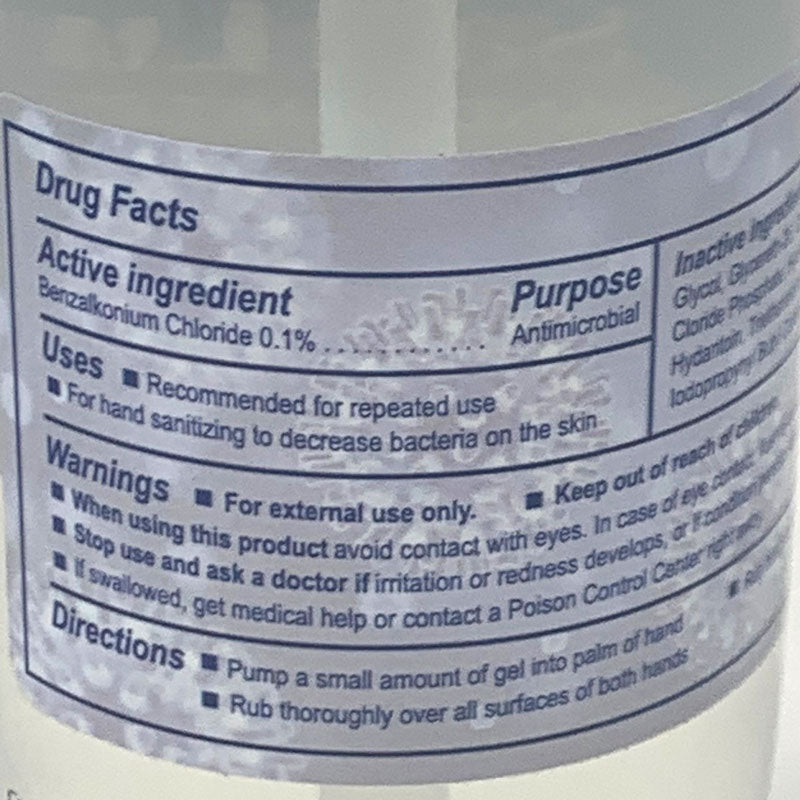 Drug Facts
Active ingredient Purpose
Benzalkonium Chloride 0.1% .................. Antimicrobial
Uses ■ Recommended for repeated use
■ For hand sanitizing to decrease bacteria on the skin
Inactive
Glycol,
Clonde
Hydantoin,
Warnings ■ For external use only. ■ Keep out of reach of children.
■ When using this product avoid contact with eyes. In case of eye contact,
■ Stop use and ask a doctor if irritation or redness develops, or if condition
■ If swallowed, get medical help or contact a Poison Control Center right away.
Directions ■ Pump a small amount of gel into palm of hand
■ Rub thoroughly over all surfaces of both hands